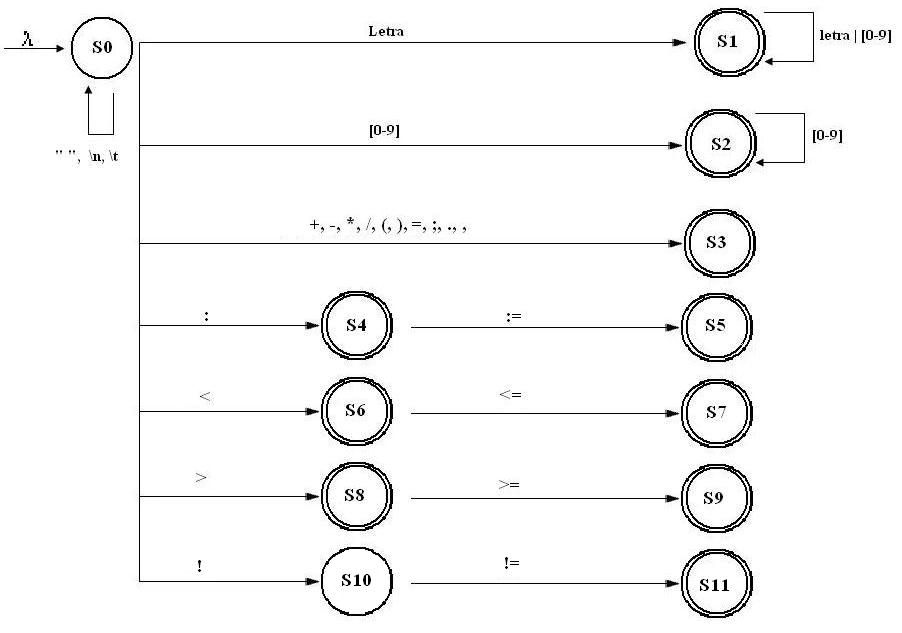 λ
S0
Letra
S1
letra | [0-9]
" ", \n, \t
[0-9]
S2
[0-9]
+, -, *, /, (, ), =, ;, ., ,
S3
:
S4
:=
S5
<
S6
<=
S7
>
S8
>=
S9
!
S10
!=
S11